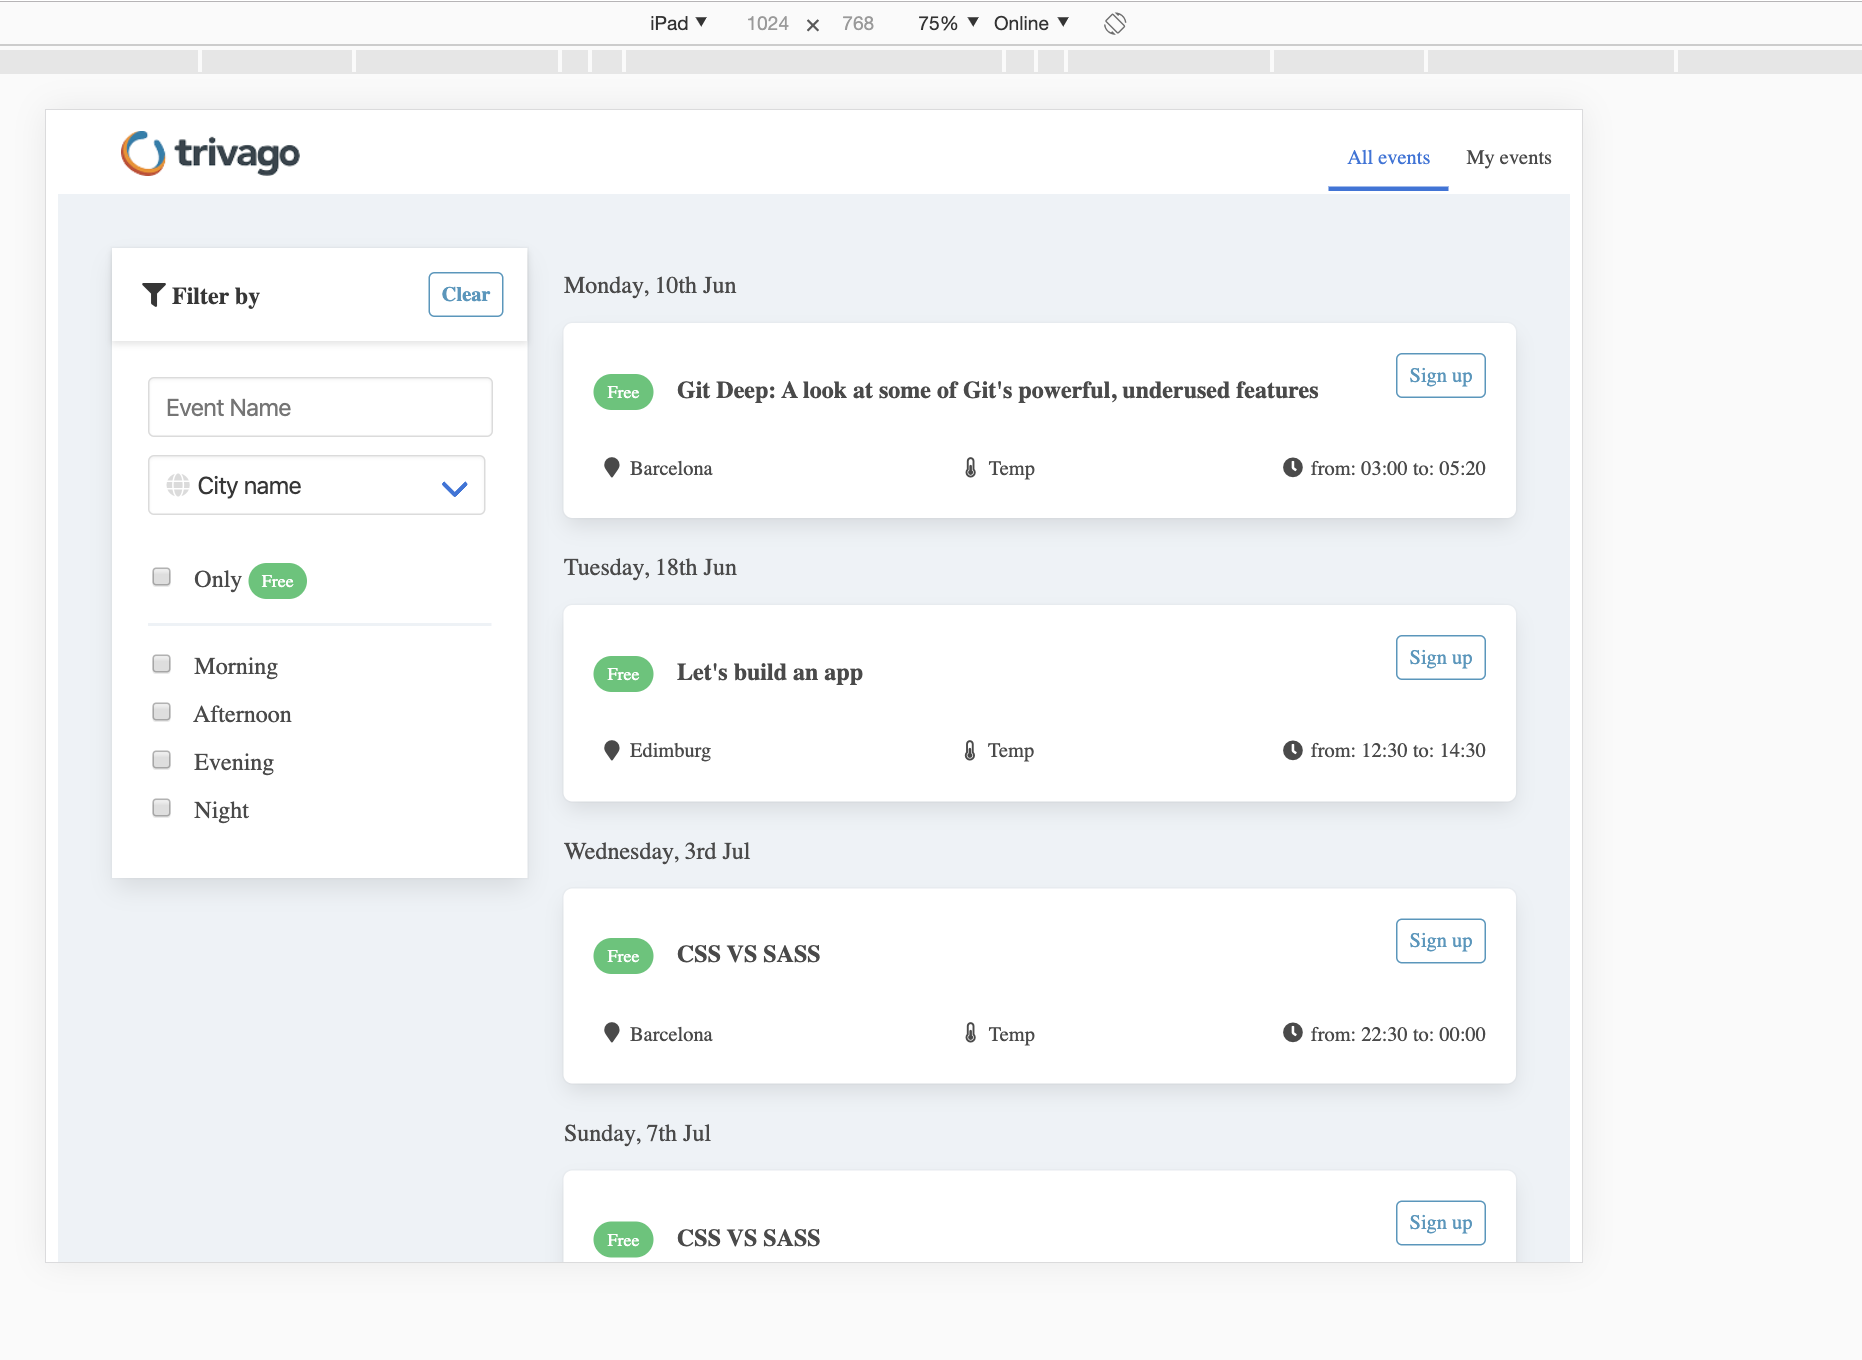 iPad ▼ 1024 × 768 75% ▼ Online ▼
trivago
All events My events
Filter by Clear
Event Name
City name
Only Free
Morning
Afternoon
Evening
Night
Monday, 10th Jun
Free Git Deep: A look at some of Git's powerful, underused features Sign up
Barcelona Temp from: 03:00 to: 05:20
Tuesday, 18th Jun
Free Let's build an app Sign up
Edimburg Temp from: 12:30 to: 14:30
Wednesday, 3rd Jul
Free CSS VS SASS Sign up
Barcelona Temp from: 22:30 to: 00:00
Sunday, 7th Jul
Free CSS VS SASS Sign up